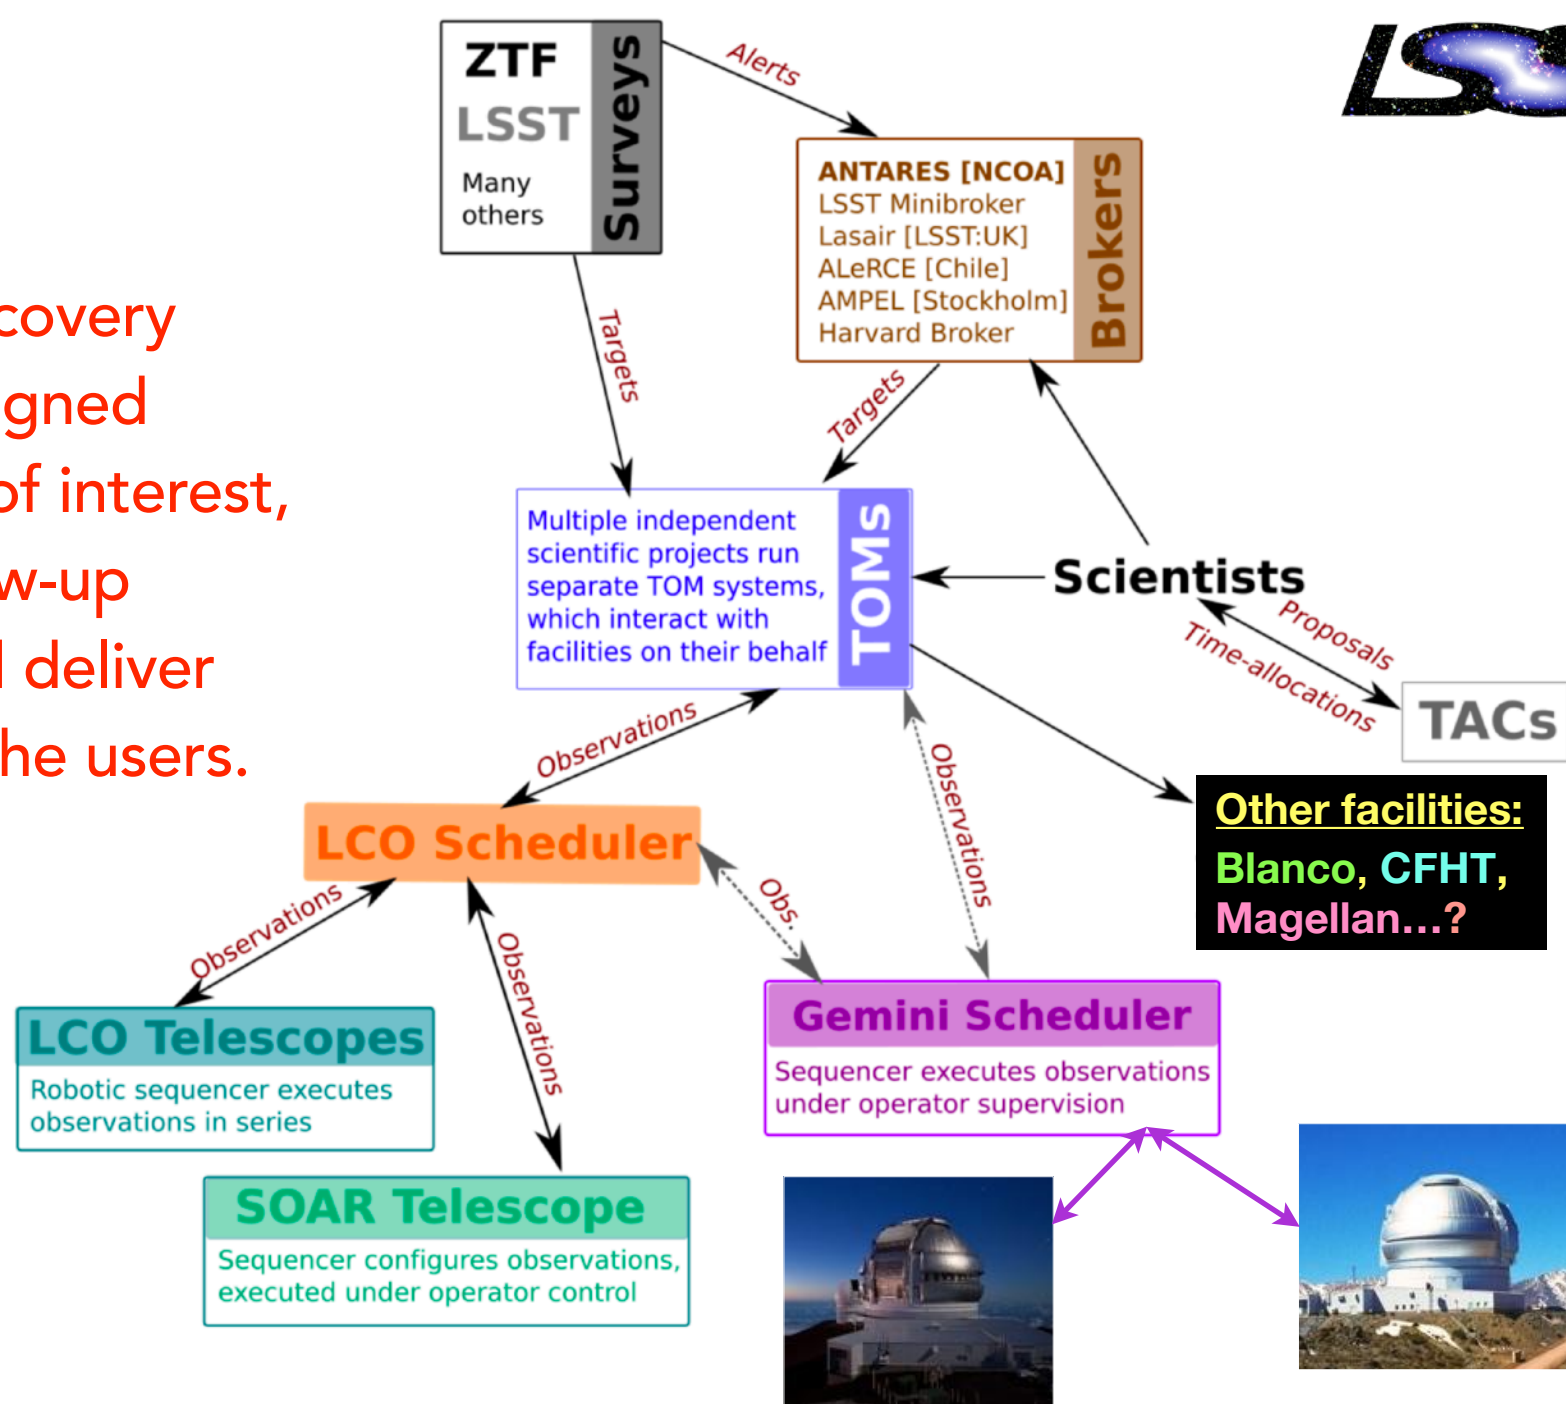 ZTF
LSST
Many
others
Surveys
Alerts
ANTARES [NCOA]
LSST Minibroker
Lasair [LSST:UK]
ALeRCE [Chile]
AMPEL [Stockholm]
Harvard Broker
Brokers
covery
gned
of interest,
w-up
deliver
he users.
Targets
Targets
Multiple independent
scientific projects run
separate TOM systems,
which interact with
facilities on their behalf
TOMs
Scientists
Proposals
Time-allocations
TACs
Observations
Observations
Other facilities:
Blanco, CFHT,
Magellan...?
LCO Scheduler
Obs.
Observations
Observations
LCO Telescopes
Robotic sequencer executes
observations in series
Gemini Scheduler
Sequencer executes observations
under operator supervision
SOAR Telescope
Sequencer configures observations,
executed under operator control